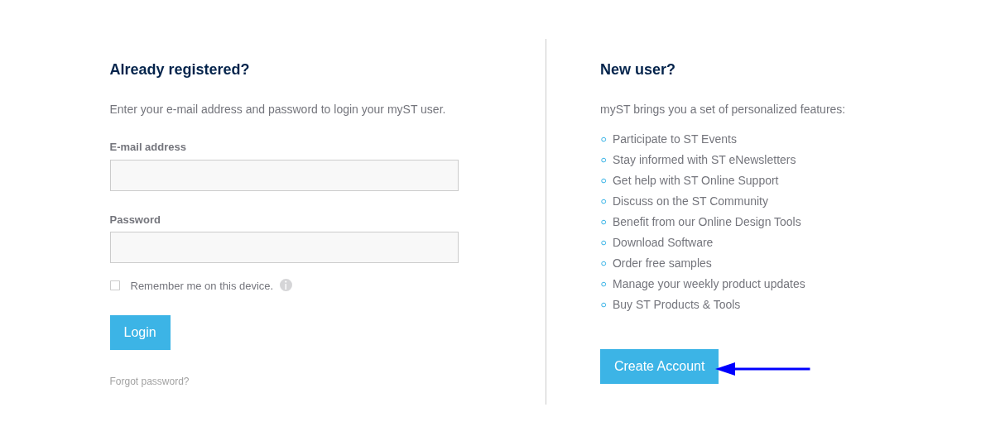 Already registered?
Enter your e-mail address and password to login your myST user.
E-mail address
Password
Remember me on this device.
Login
Forgot password?
New user?
myST brings you a set of personalized features:
Participate to ST Events
Stay informed with ST eNewsletters
Get help with ST Online Support
Discuss on the ST Community
Benefit from our Online Design Tools
Download Software
Order free samples
Manage your weekly product updates
Buy ST Products & Tools
Create Account